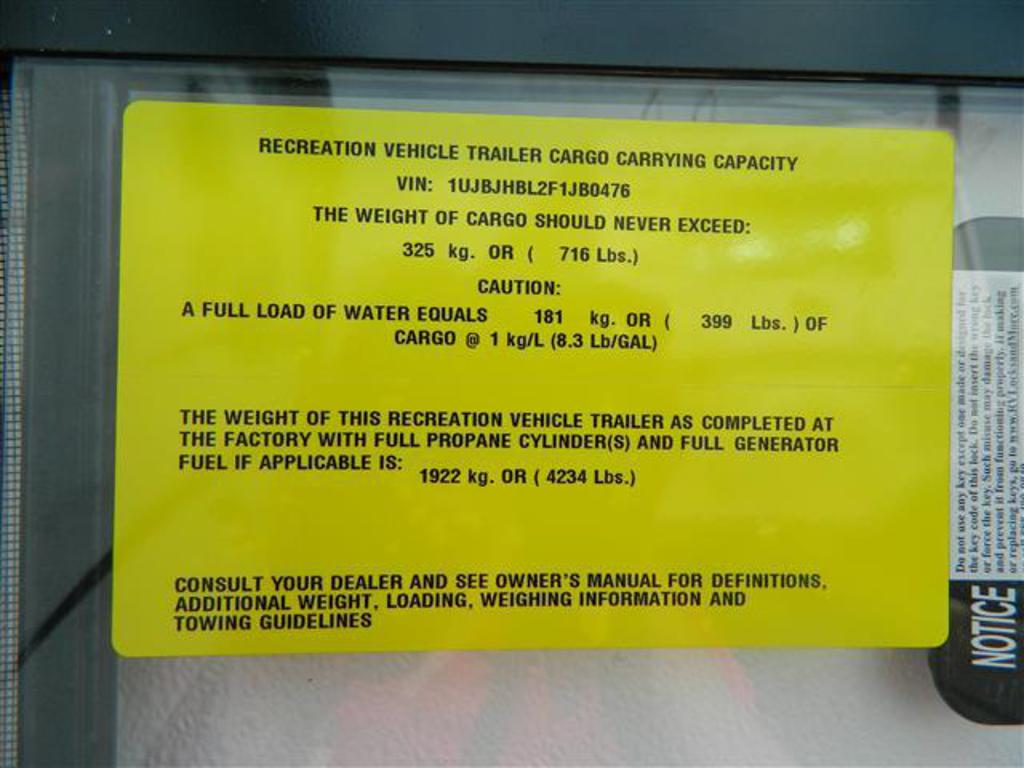 RECREATION VEHICLE TRAILER CARGO CARRYING CAPACITY
VIN: 1UJBJHBL2F1JB0476
THE WEIGHT OF CARGO SHOULD NEVER EXCEED:
325 kg. OR ( 716 Lbs.)
CAUTION:
A FULL LOAD OF WATER EQUALS 181 kg. OR ( 399 Lbs. ) OF
CARGO @ 1 kg/L (8.3 Lb/GAL)
THE WEIGHT OF THIS RECREATION VEHICLE TRAILER AS COMPLETED AT
THE FACTORY WITH FULL PROPANE CYLINDER(S) AND FULL GENERATOR
FUEL IF APPLICABLE IS:
1922 kg. OR ( 4234 Lbs.)
CONSULT YOUR DEALER AND SEE OWNER'S MANUAL FOR DEFINITIONS,
ADDITIONAL WEIGHT, LOADING, WEIGHING INFORMATION AND
TOWING GUIDELINES
NOTICE
Do not use any key except one made or designed for
the key code of this lock. Do not insert the wrong key
or force the key. Such misuse may damage the lock
and prevent it from functioning properly. If making
or replacing keys, go to www.RVLocksandMore.com